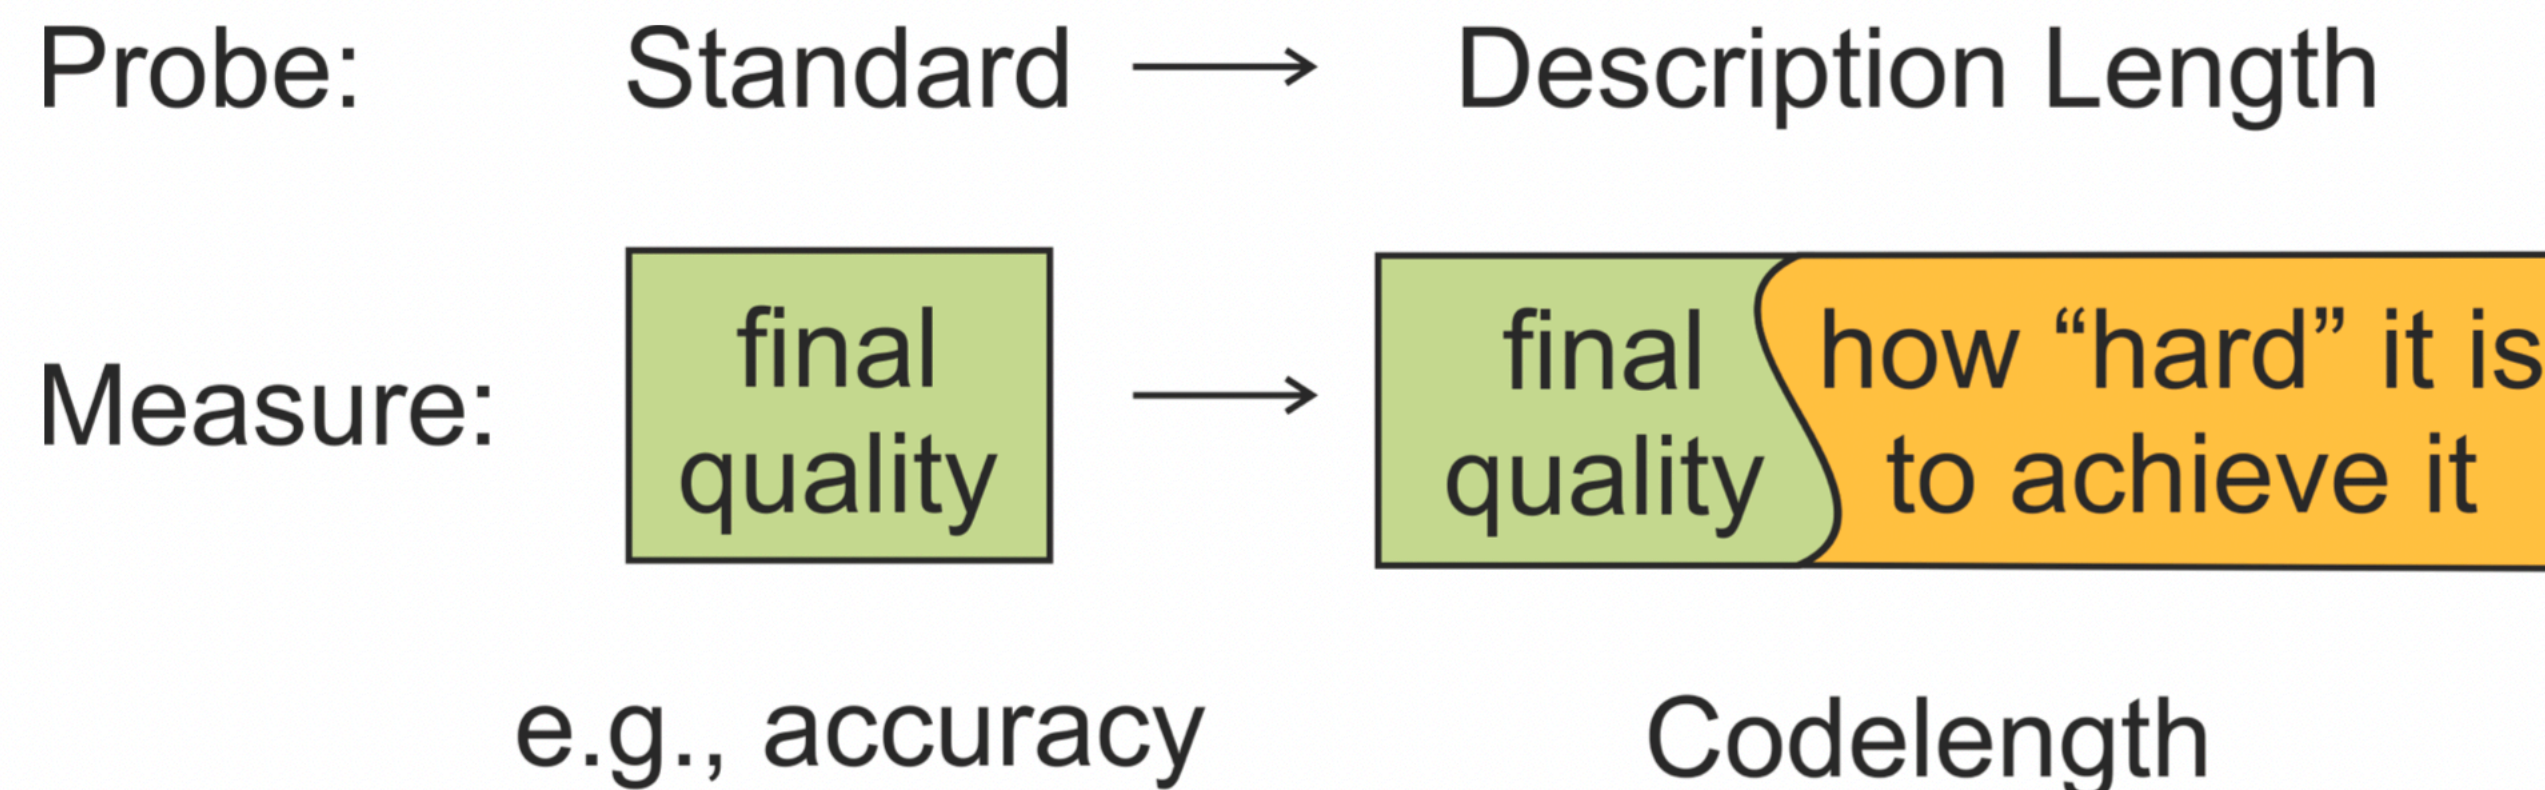 Probe: Standard → Description Length
Measure:
final
quality
→
final
quality
how “hard” it is
to achieve it
e.g., accuracy
Codelength